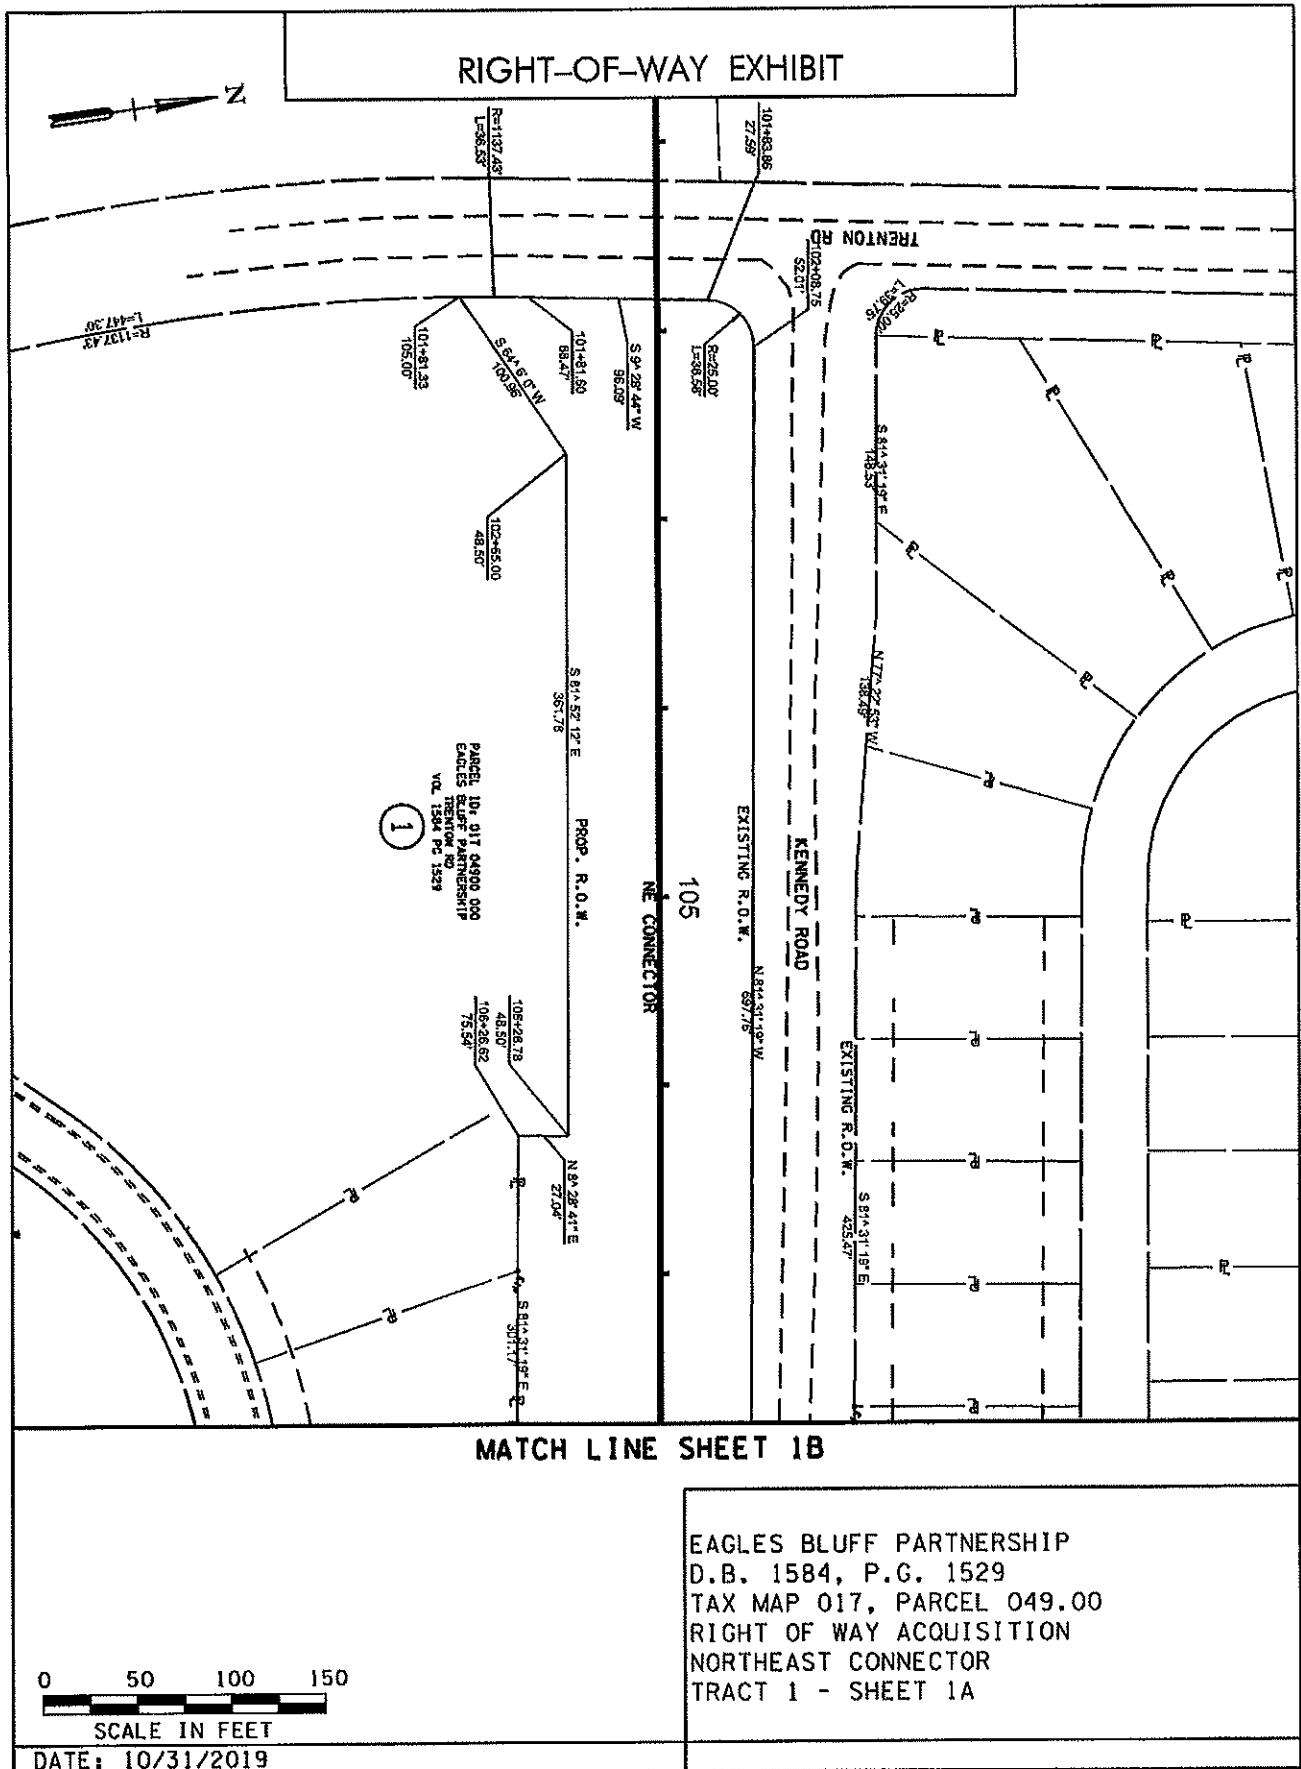 RIGHT-OF-WAY EXHIBIT
N
R=1137.43'
L=36.53'
101+83.86
27.59'
TRENTON RD
102+08.75
52.01'
R=25.00'
L=39.76'
R=1137.43'
L=447.30'
101+81.33
105.00'
S 64^ 6' 0" W
100.96'
101+81.60
68.47'
S 9^ 28' 44" W
96.09'
R=25.00'
L=38.58'
102+65.00
48.50'
S 81^ 31' 19" E
148.53'
N 77^ 22' 53" W
138.49'
S 81^ 52' 12" E
361.78
PROP. R.O.W.
PARCEL ID: 017 04900 000
EAGLES BLUFF PARTNERSHIP
TRENTON RD
VOL 1584 PG 1529
1
105
NE CONNECTOR
EXISTING R.O.W.
KENNEDY ROAD
N 81^ 31' 19" W
697.76
106+26.78
48.50'
106+26.62
75.54'
N 8^ 28' 41" E
27.04'
EXISTING R.O.W.
S 81^ 31' 19" E
425.47'
S 81^ 31' 19" E
301.17'
MATCH LINE SHEET 1B
EAGLES BLUFF PARTNERSHIP
D.B. 1584, P.G. 1529
TAX MAP 017, PARCEL 049.00
RIGHT OF WAY ACQUISITION
NORTHEAST CONNECTOR
TRACT 1 - SHEET 1A
0 50 100 150
SCALE IN FEET
DATE: 10/31/2019